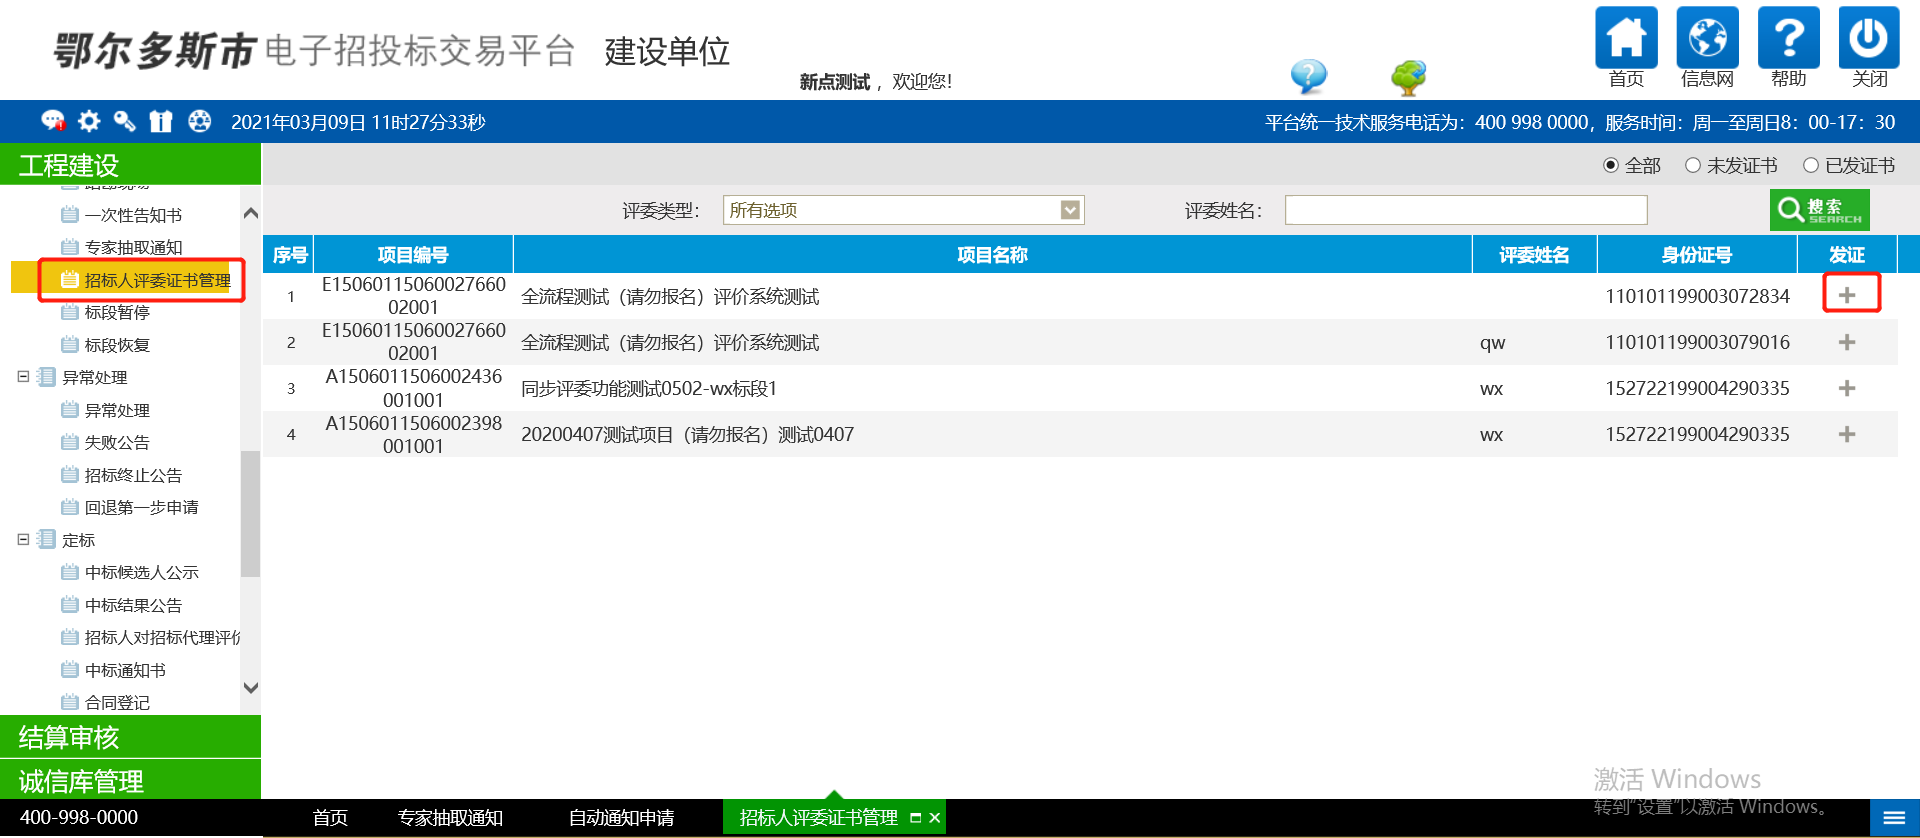 鄂尔多斯市 电子招投标交易平台 建设单位
新点测试 ，欢迎您！
首页 信息网 帮助 关闭
2021年03月09日 11时27分33秒
平台统一技术服务电话为：400 998 0000，服务时间：周一至周日8：00-17：30
工程建设
一次性告知书
专家抽取通知
招标人评委证书管理
标段暂停
标段恢复
异常处理
异常处理
失败公告
招标终止公告
回退第一步申请
定标
中标候选人公示
中标结果公告
招标人对招标代理评价
中标通知书
合同登记
结算审核
诚信库管理
全部 未发证书 已发证书
评委类型： 所有选项 评委姓名： 搜索 SEARCH
序号 项目编号 项目名称 评委姓名 身份证号 发证
1 E15060115060027660 02001 全流程测试（请勿报名）评价系统测试 110101199003072834
2 E15060115060027660 02001 全流程测试（请勿报名）评价系统测试 qw 110101199003079016
3 A1506011506002436 001001 同步评委功能测试0502-wx标段1 wx 152722199004290335
4 A1506011506002398 001001 20200407测试项目（请勿报名）测试0407 wx 152722199004290335
激活 Windows
转到“设置”以激活 Windows。
400-998-0000 首页 专家抽取通知 自动通知申请 招标人评委证书管理